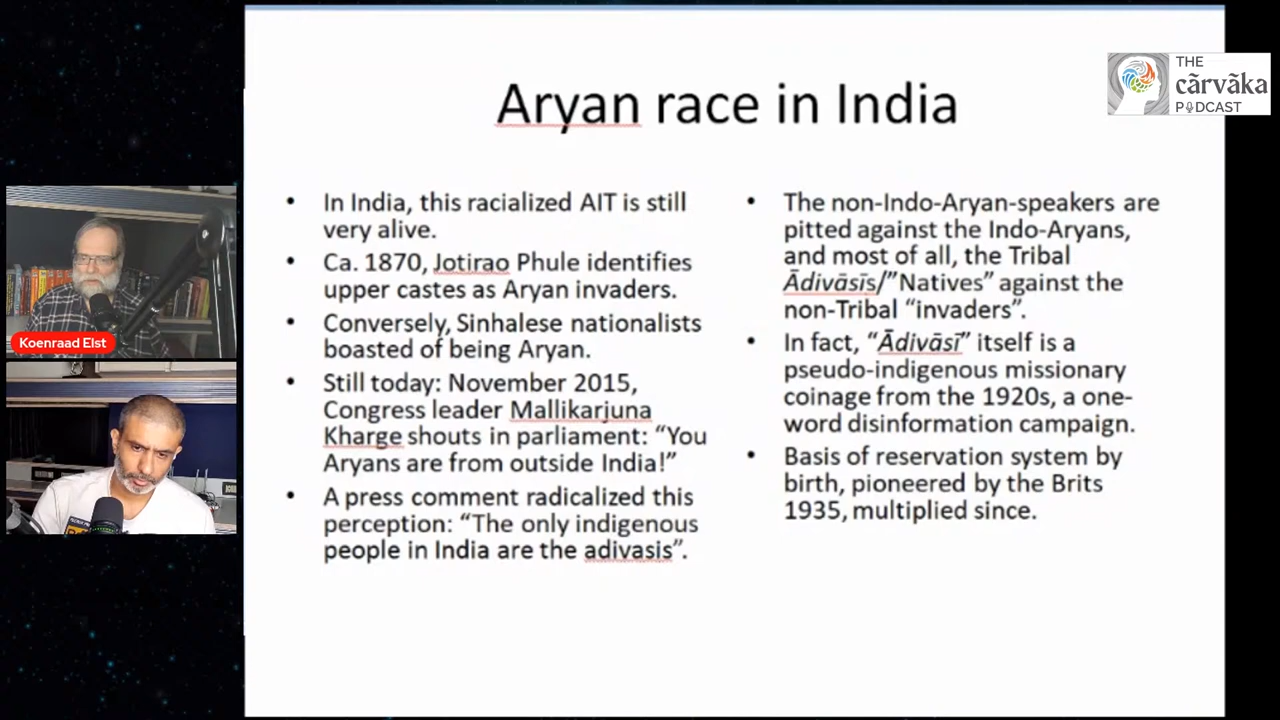 Aryan race in India
THE
cārvāka
PODCAST
• In India, this racialized AIT is still
very alive.
• Ca. 1870, Jotirao Phule identifies
upper castes as Aryan invaders.
• Conversely, Sinhalese nationalists
boasted of being Aryan.
• Still today: November 2015,
Congress leader Mallikarjuna
Kharge shouts in parliament: “You
Aryans are from outside India!”
• A press comment radicalized this
perception: “The only indigenous
people in India are the adivasis”.
• The non-Indo-Aryan-speakers are
pitted against the Indo-Aryans,
and most of all, the Tribal
Ādivāsīs/”Natives” against the
non-Tribal “invaders”.
• In fact, “Ādivāsī” itself is a
pseudo-indigenous missionary
coinage from the 1920s, a one-
word disinformation campaign.
• Basis of reservation system by
birth, pioneered by the Brits
1935, multiplied since.
Koenraad Elst